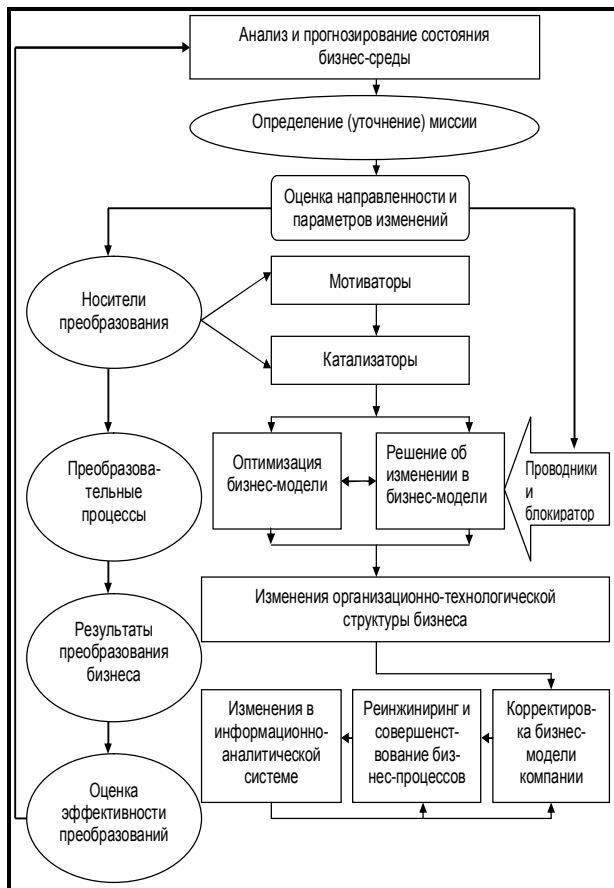 Анализ и прогнозирование состояния
бизнес-среды
Определение (уточнение) миссии
Оценка направленности и
параметров изменений
Носители
преобразования
Мотиваторы
Катализаторы
Преобразова-
тельные
процессы
Оптимизация
бизнес-модели
Решение об
изменении в
бизнес-модели
Проводники
и
блокиратор
Изменения организационно-технологической
структуры бизнеса
Результаты
преобразования
бизнеса
Изменения в
информационно-
аналитической
системе
Реинжиниринг и
совершенст-
вование биз-
нес-процессов
Корректиров-
ка бизнес-
модели
компании
Оценка
эффективности
преобразований